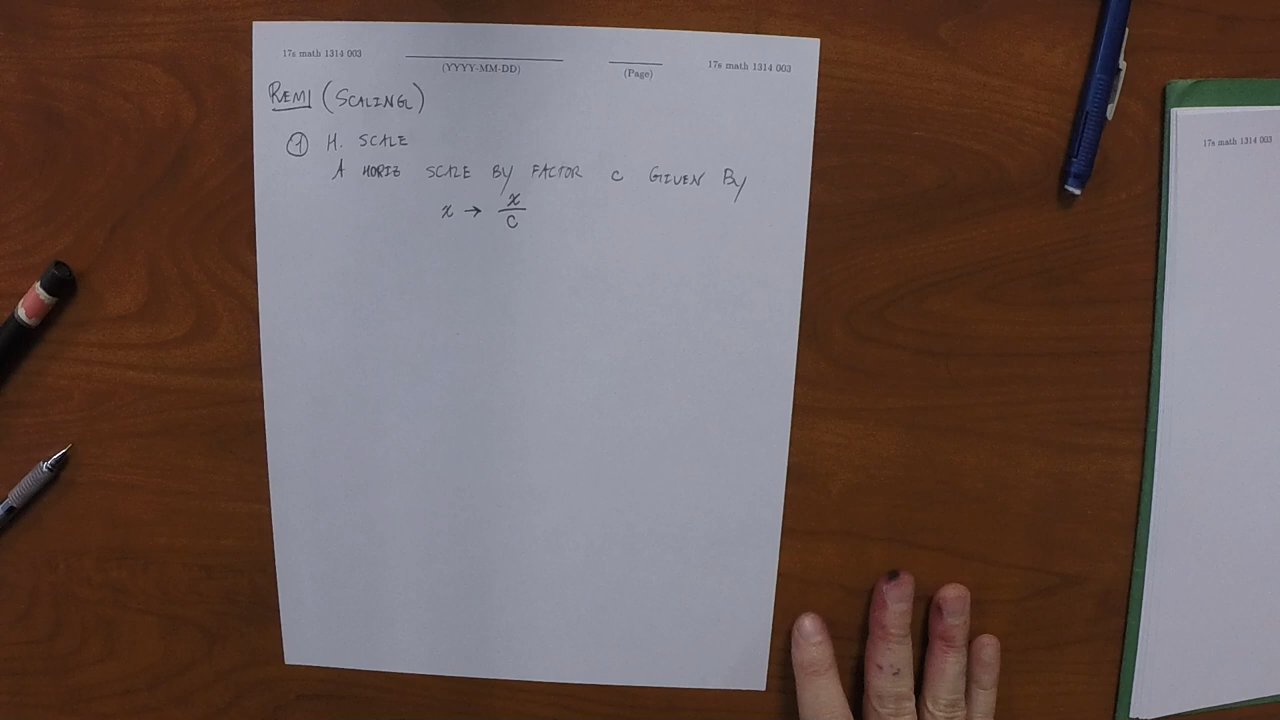 17s math 1314 003
(YYYY-MM-DD)
(Page)
17s math 1314 003
REM1 (SCALING)
① H. SCALE
A HORIZ SCALE BY FACTOR c GIVEN BY
x → x/c
17s math 1314 003